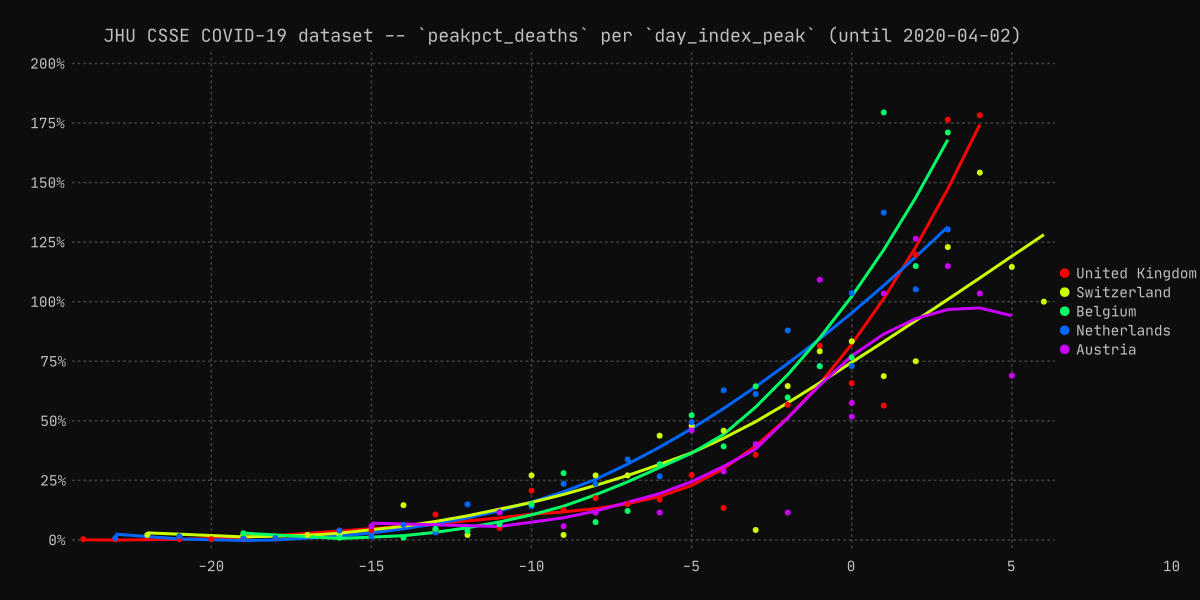 JHU CSSE COVID-19 dataset -- `peakpct_deaths` per `day_index_peak` (until 2020-04-02)
200%
175%
150%
125%
100%
75%
50%
25%
0%
-20 -15 -10 -5 0 5 10
United Kingdom
Switzerland
Belgium
Netherlands
Austria